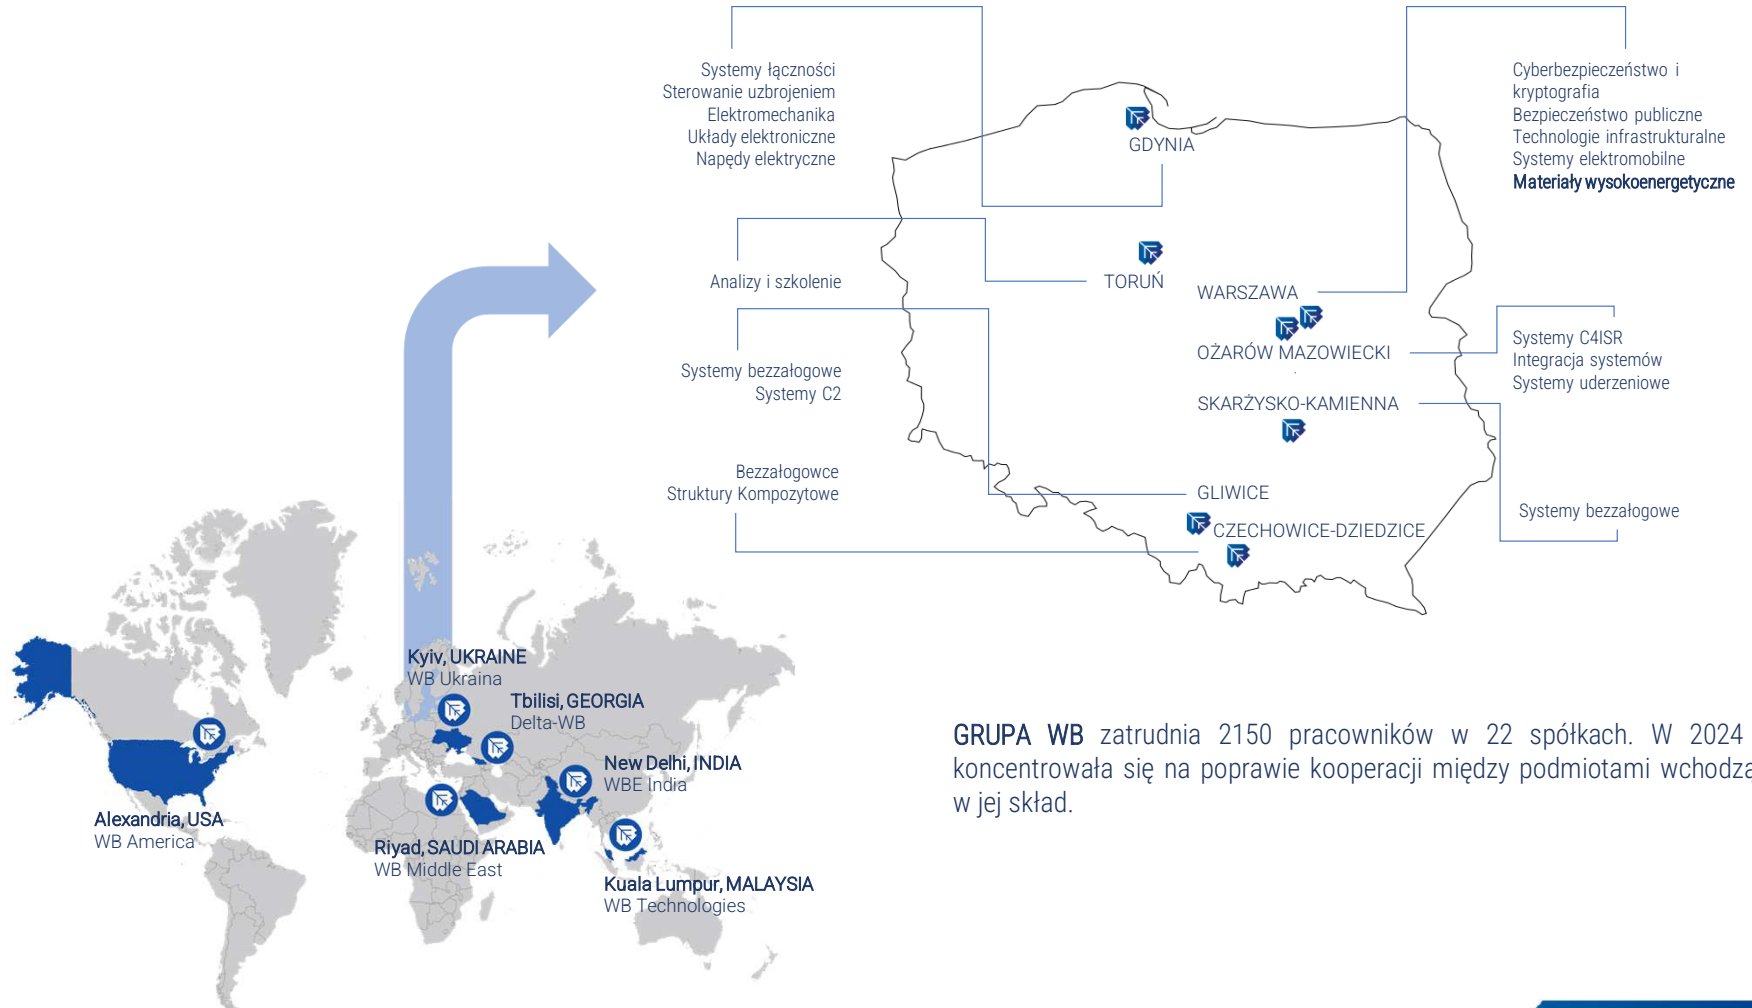 Systemy łączności
Sterowanie uzbrojeniem
Elektromechanika
Układy elektroniczne
Napędy elektryczne
Cyberbezpieczeństwo i
kryptografia
Bezpieczeństwo publiczne
Technologie infrastrukturalne
Systemy elektromobilne
Materiały wysokoenergetyczne
GDYNIA
Analizy i szkolenie
TORUŃ
WARSZAWA
OŻARÓW MAZOWIECKI
Systemy C4ISR
Integracja systemów
Systemy uderzeniowe
Systemy bezzałogowe
Systemy C2
SKARŻYSKO-KAMIENNA
Bezzałogowce
Struktury Kompozytowe
GLIWICE
CZECHOWICE-DZIEDZICE
Systemy bezzałogowe
Kyiv, UKRAINE
WB Ukraina
Tbilisi, GEORGIA
Delta-WB
New Delhi, INDIA
WBE India
Alexandria, USA
WB America
Riyad, SAUDI ARABIA
WB Middle East
Kuala Lumpur, MALAYSIA
WB Technologies
GRUPA WB zatrudnia 2150 pracowników w 22 spółkach. W 2024
koncentrowała się na poprawie kooperacji między podmiotami
w jej skład.